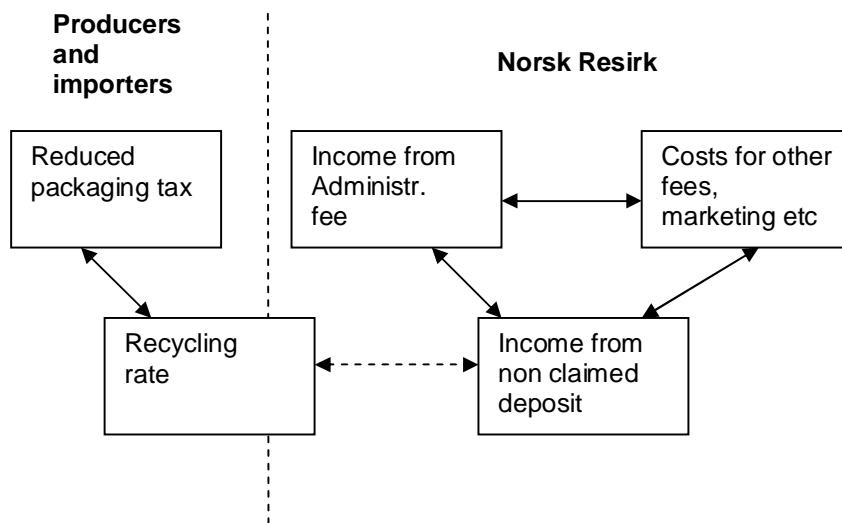 Producers
and
importers
Norsk Resirk
Reduced
packaging tax
Income from
Administr.
fee
Costs for other
fees,
marketing etc
Recycling
rate
Income from
non claimed
deposit